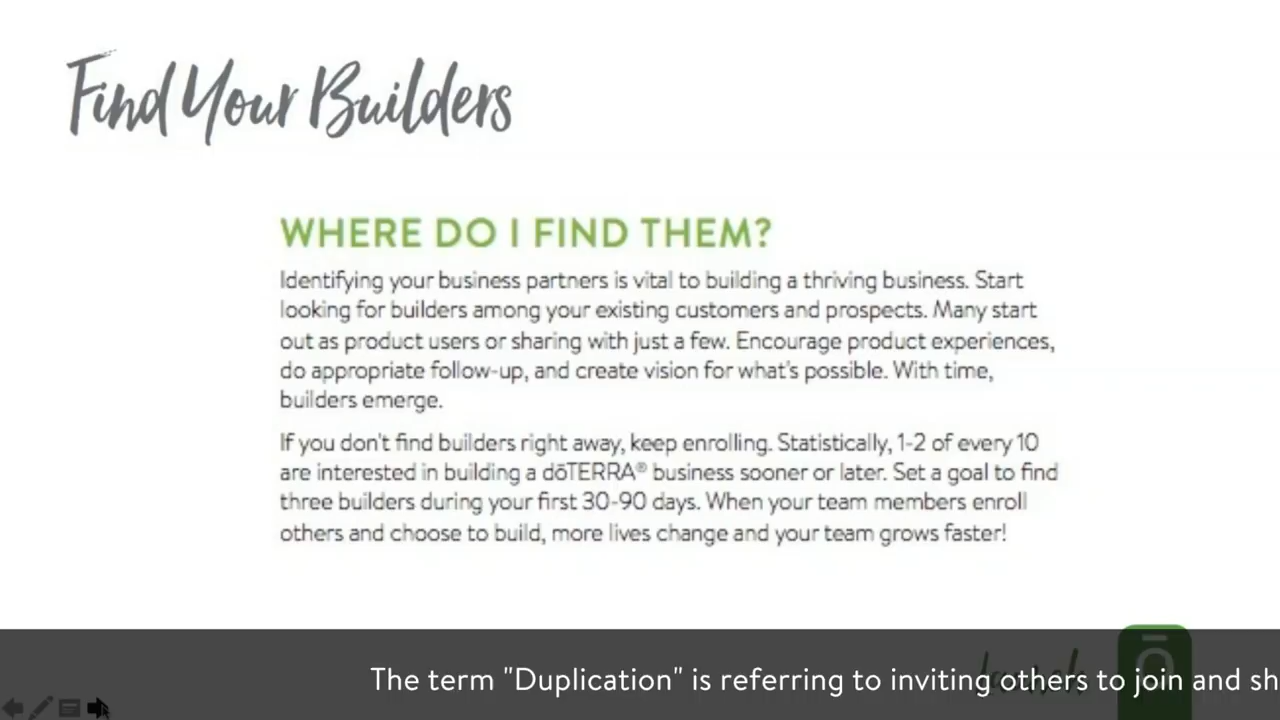 Find Your Builders
WHERE DO I FIND THEM?
Identifying your business partners is vital to building a thriving business. Start
looking for builders among your existing customers and prospects. Many start
out as product users or sharing with just a few. Encourage product experiences,
do appropriate follow-up, and create vision for what's possible. With time,
builders emerge.
If you don't find builders right away, keep enrolling. Statistically, 1-2 of every 10
are interested in building a dōTERRA® business sooner or later. Set a goal to find
three builders during your first 30-90 days. When your team members enroll
others and choose to build, more lives change and your team grows faster!
The term "Duplication" is referring to inviting others to join and sh